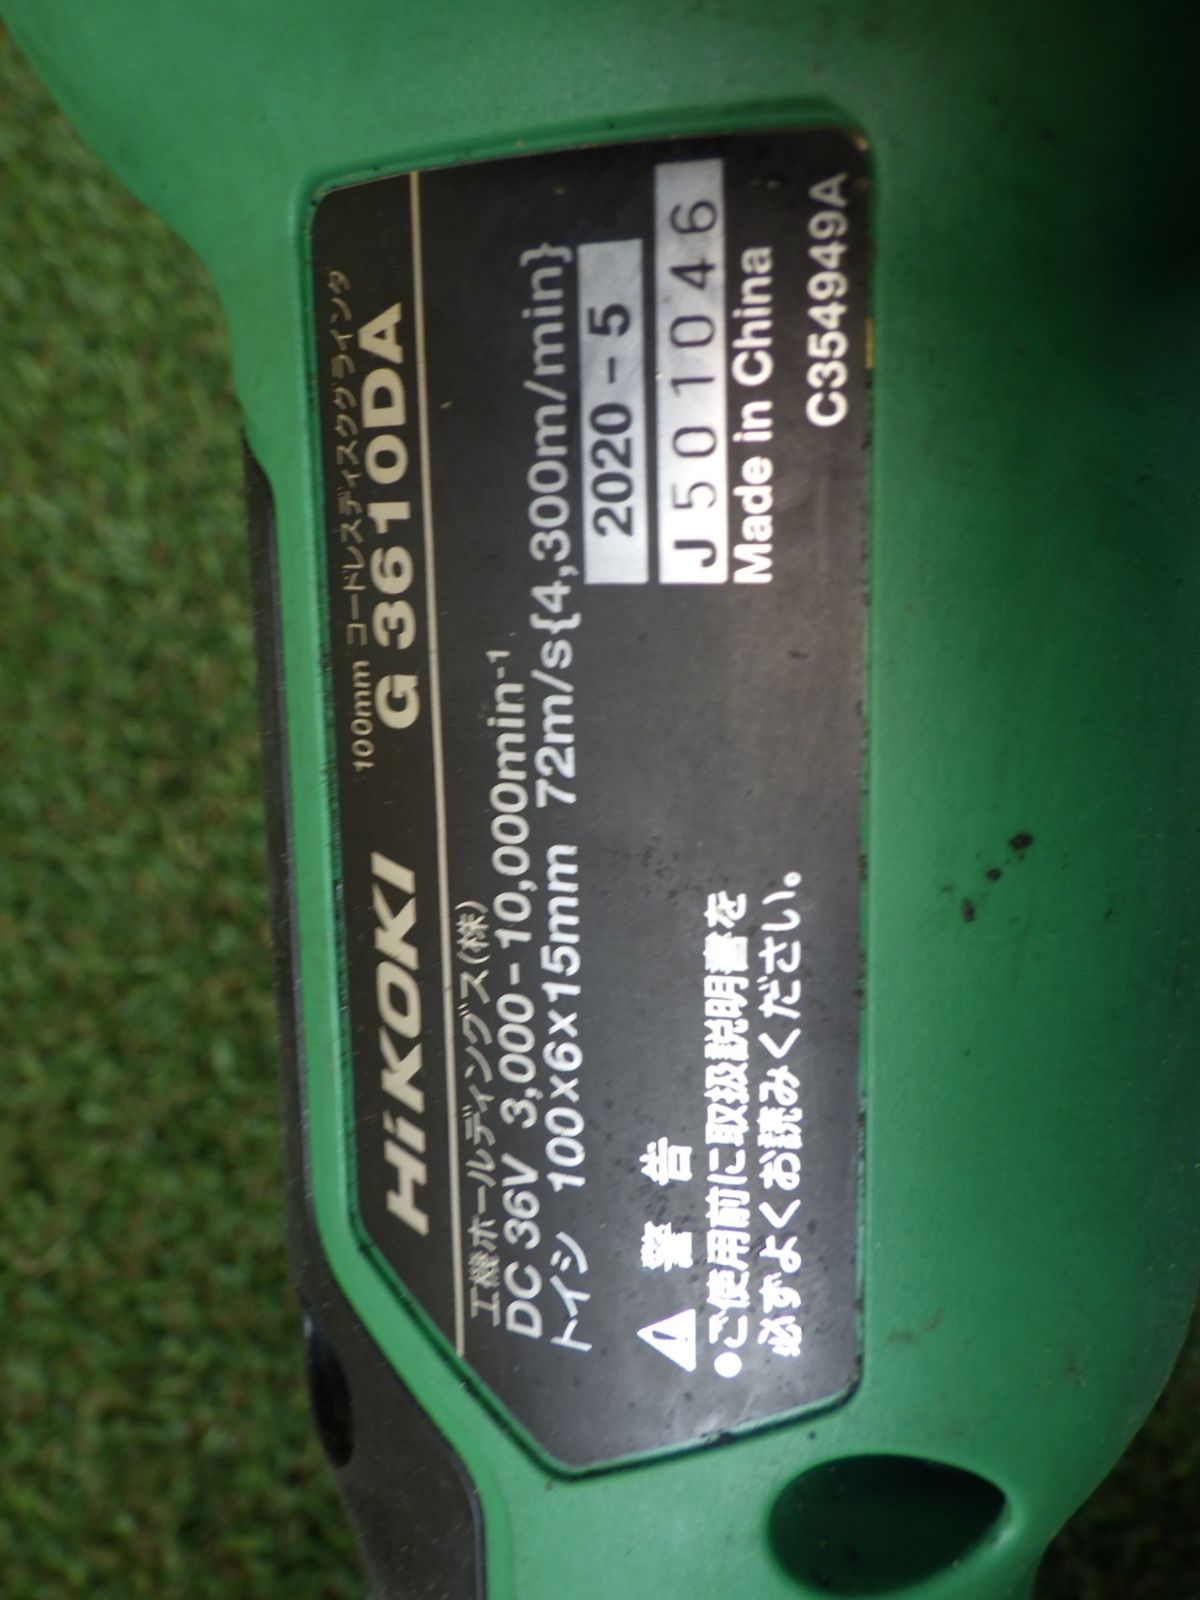 100mm コードレスディスクグラインダ
HiKOKI G 3610DA
工機ホールディングス(株)
DC 36V 3,000-10,000min-1
トイシ 100×6×15mm 72m/s{4,300m/min}
2020-5
J501046
Made in China
C354949A
警告
●ご使用前に取扱説明書を
必ずよくお読みください。